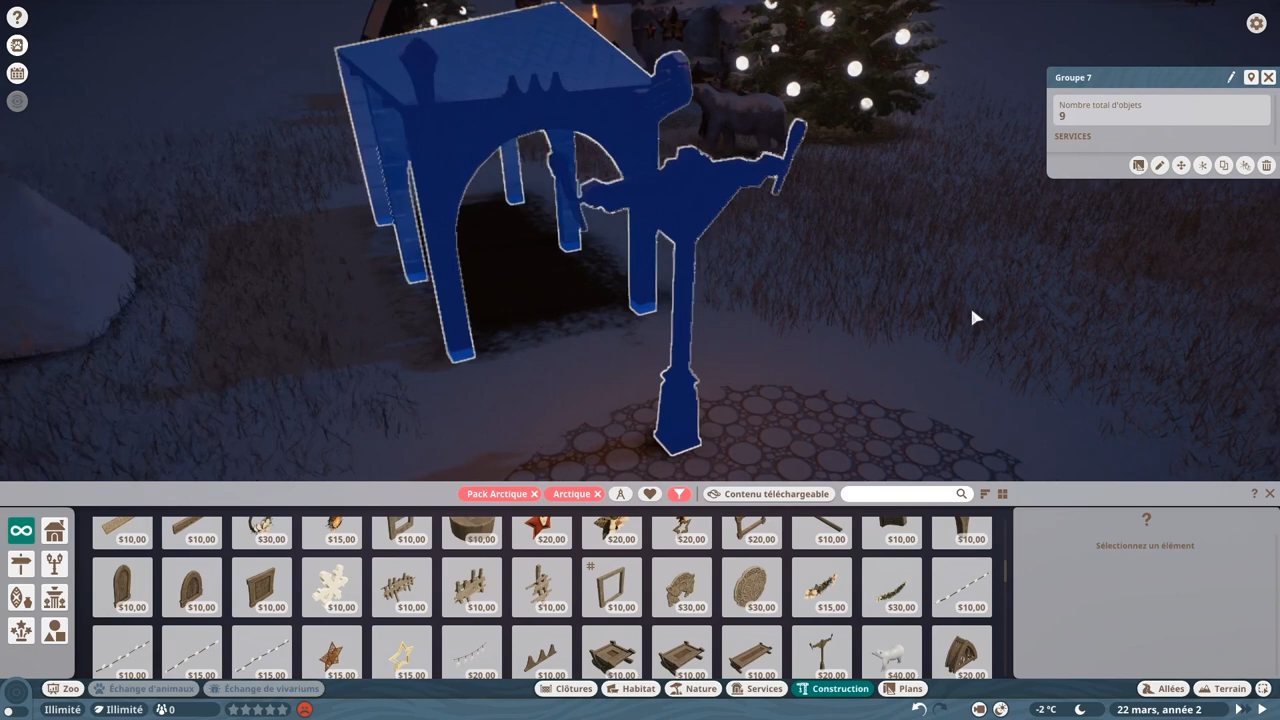 ?
Groupe 7
Nombre total d'objets
9
SERVICES
Pack Arctique ✕
Arctique ✕
Contenu téléchargeable
?
?
Sélectionnez un élément
$10,00 $10,00 $30,00 $15,00 $10,00 $10,00 $20,00 $20,00 $20,00 $20,00 $10,00 $10,00 $10,00
$10,00 $10,00 $10,00 $10,00 $10,00 $10,00 $10,00 # $10,00 $30,00 $30,00 $15,00 $30,00 $10,00
$10,00 $15,00 $10,00 $15,00 $15,00 $20,00 $10,00 $10,00 $10,00 $10,00 $20,00 $40,00 $20,00
Zoo
Échange d'animaux
Échange de vivariums
Clôtures
Habitat
Nature
Services
Construction
Plans
Allées
Terrain
Illimité
Illimité
0
-2 °C
22 mars, année 2